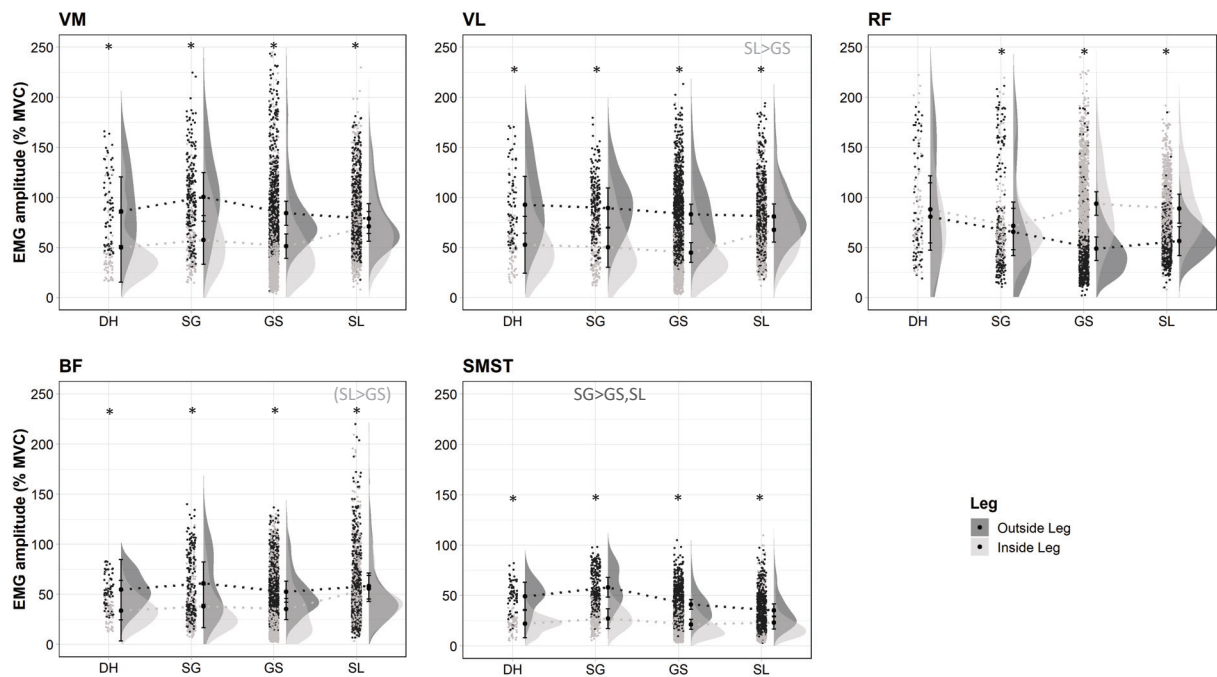 VM
VL
RF
EMG amplitude (% MVC)
250
200
150
100
50
0
* * * *
DH SG GS SL
250
200
150
100
50
0
SL>GS
* * * *
DH SG GS SL
250
200
150
100
50
0
* * *
DH SG GS SL
BF
SMST
EMG amplitude (% MVC)
250
200
150
100
50
0
(SL>GS)
* * * *
DH SG GS SL
250
200
150
100
50
0
SG>GS,SL
* * * *
DH SG GS SL
Leg
Outside Leg
Inside Leg